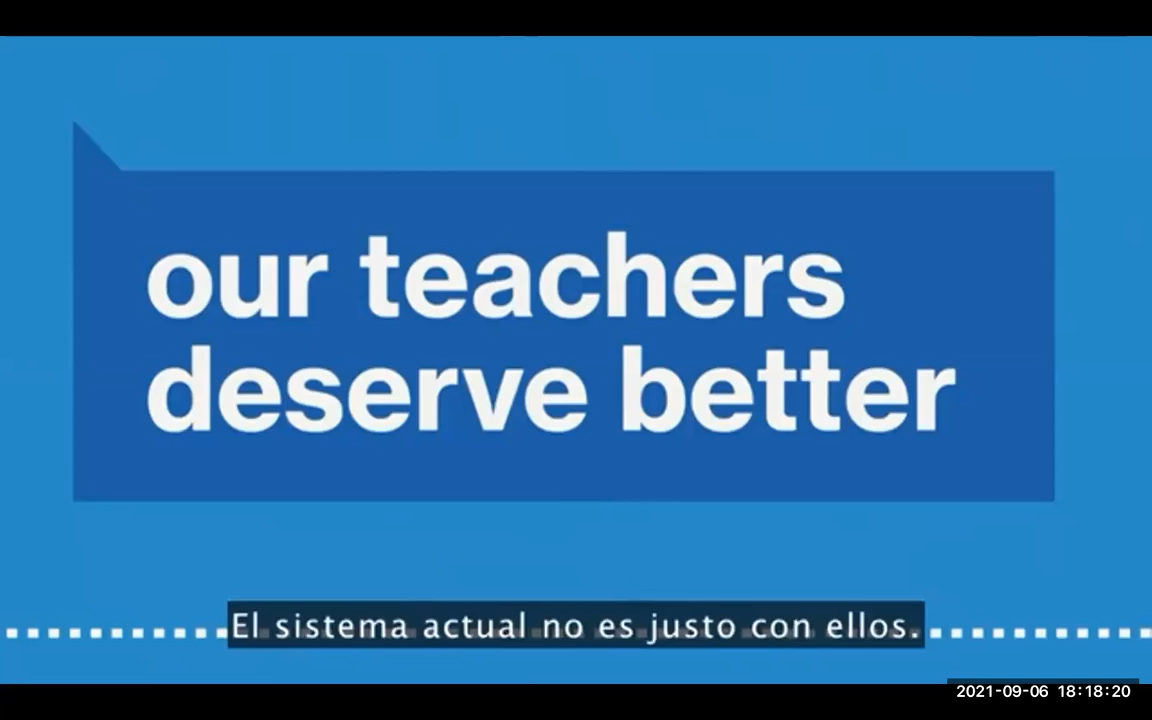 our teachers
deserve better
El sistema actual no es justo con ellos.
2021-09-06 18:18:20